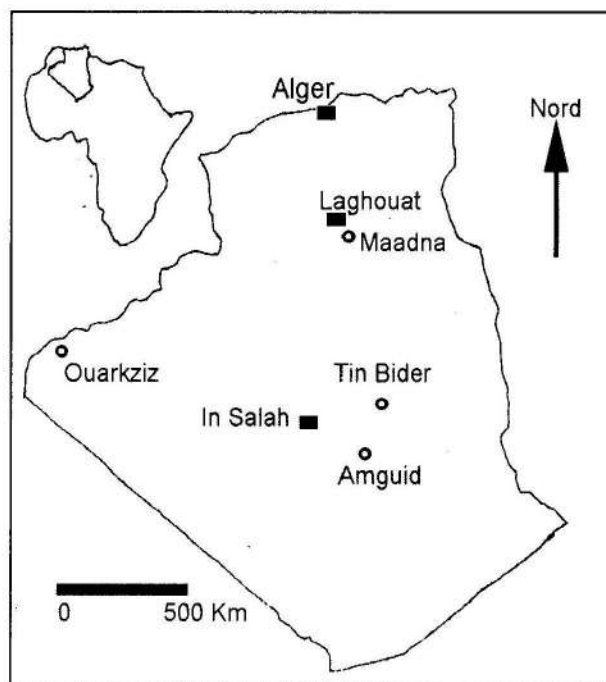 Alger
Nord
Laghouat
Maadna
Ouarkziz
Tin Bider
In Salah
Amguid
0 500 Km